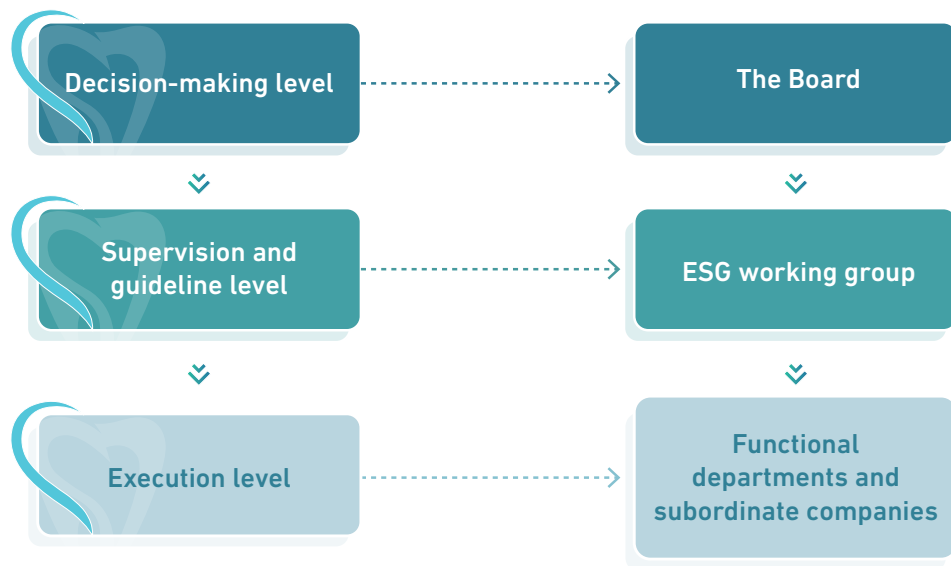 Decision-making level
The Board
Supervision and
guideline level
ESG working group
Execution level
Functional
departments and
subordinate companies